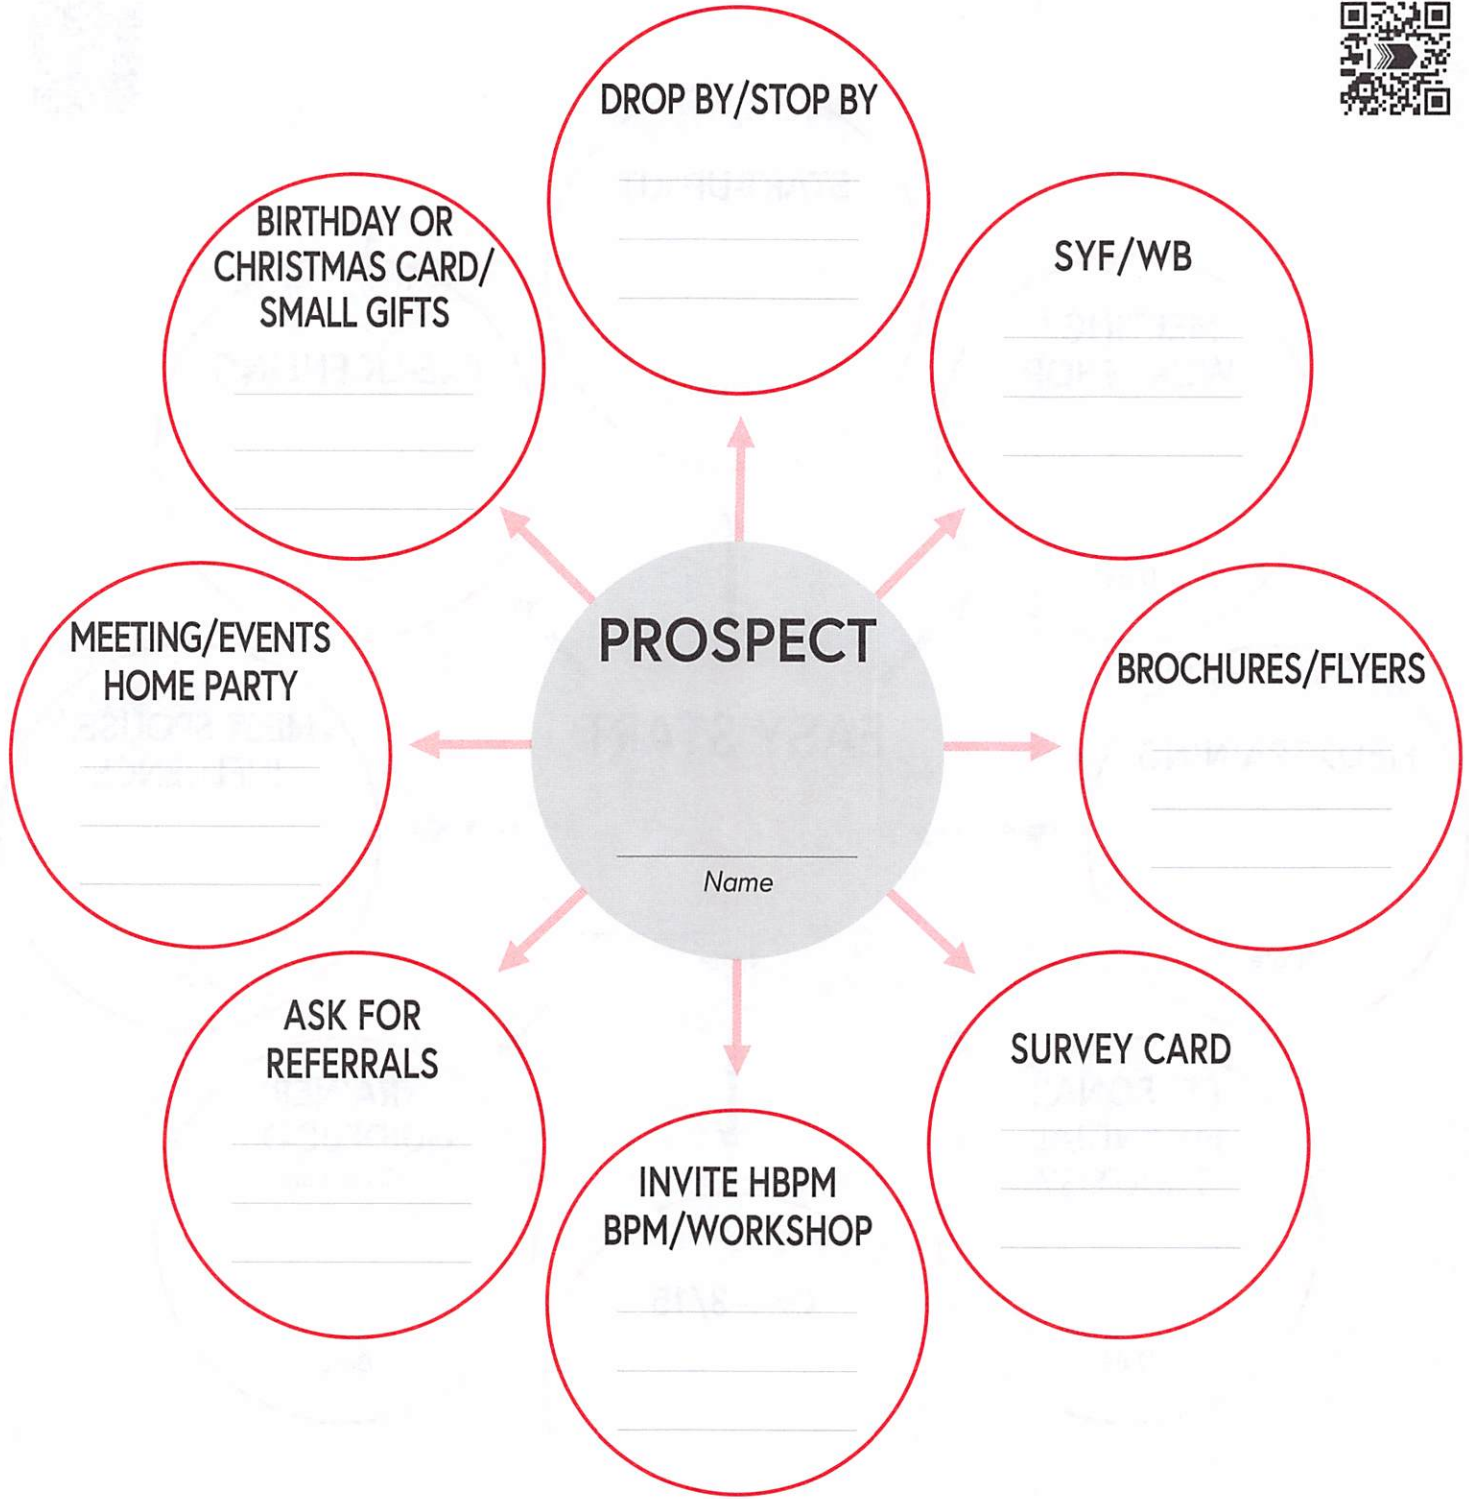 DROP BY/STOP BY
SYF/WB
BROCHURES/FLYERS
SURVEY CARD
INVITE HBPM
BPM/WORKSHOP
ASK FOR
REFERRALS
MEETING/EVENTS
HOME PARTY
BIRTHDAY OR
CHRISTMAS CARD/
SMALL GIFTS
PROSPECT
Name